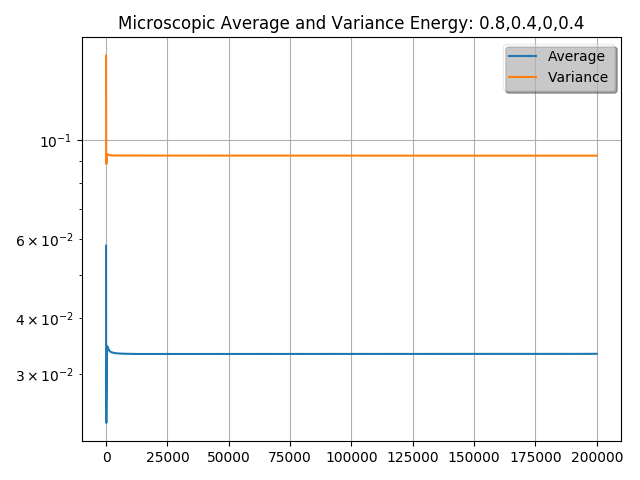 Microscopic Average and Variance Energy: 0.8,0.4,0,0.4
Average
Variance
10⁻¹
6 × 10⁻²
4 × 10⁻²
3 × 10⁻²
0 25000 50000 75000 100000 125000 150000 175000 200000